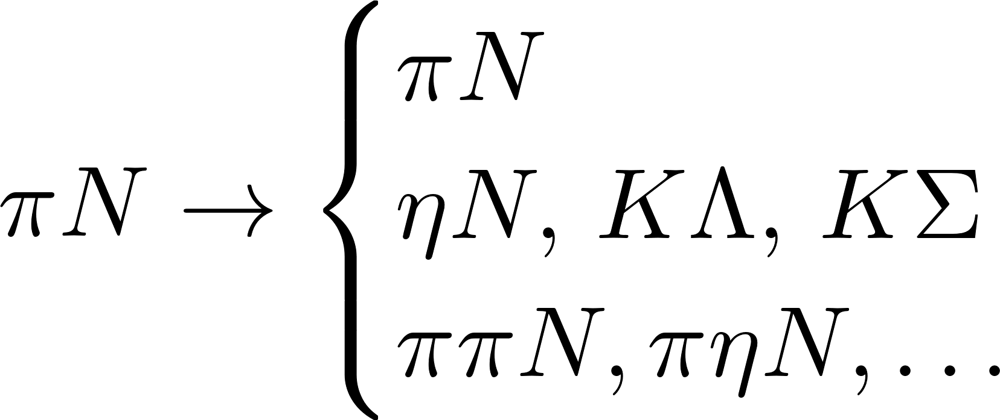 πN
πN → {
ηN, KΛ, KΣ
ππN, πηN, …